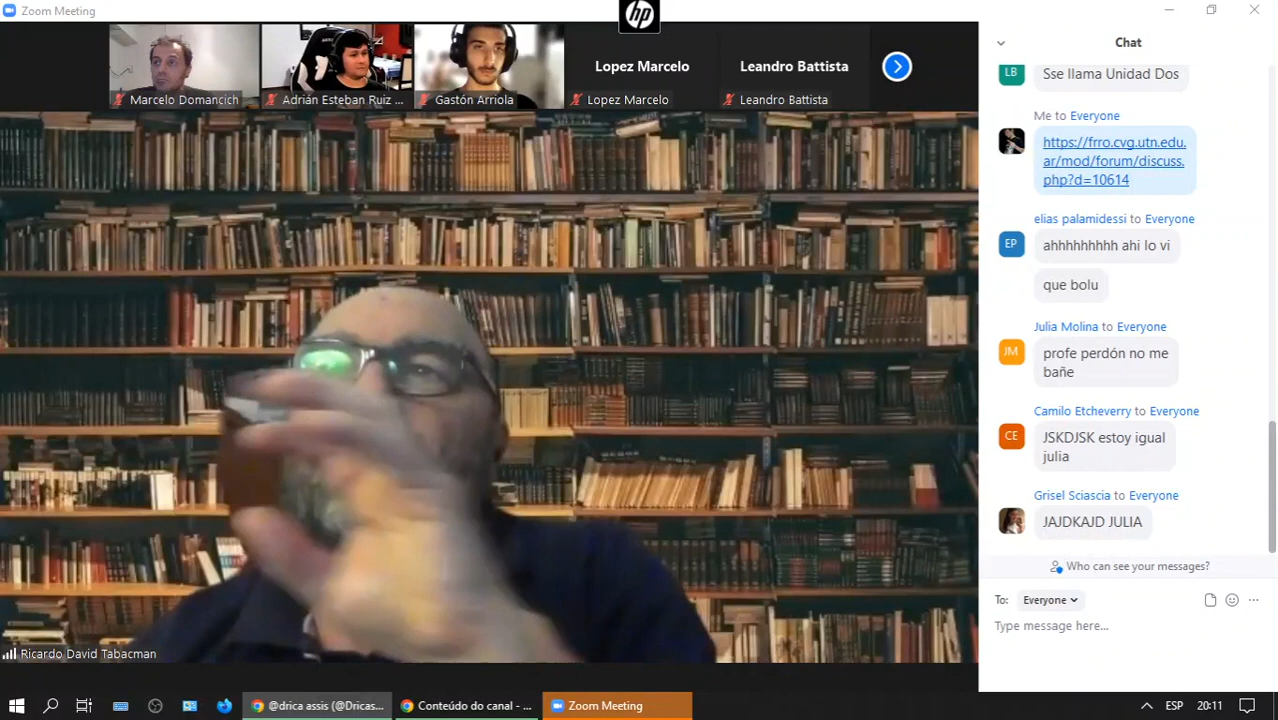 Zoom Meeting
hp
Lopez Marcelo
Leandro Battista
Marcelo Domancich
Adrián Esteban Ruiz ...
Gastón Arriola
Lopez Marcelo
Leandro Battista
Ricardo David Tabacman
Chat
LB
Sse llama Unidad Dos
Me to Everyone
https://frro.cvg.utn.edu.
ar/mod/forum/discuss.
php?d=10614
elias palamidessi to Everyone
EP
ahhhhhhhhh ahi lo vi
que bolu
Julia Molina to Everyone
JM
profe perdón no me
bañe
Camilo Etcheverry to Everyone
CE
JSKDJSK estoy igual
julia
Grisel Sciascia to Everyone
JAJDKAJD JULIA
Who can see your messages?
To: Everyone
Type message here...
@drica assis (@Dricas...
Conteúdo do canal - ...
Zoom Meeting
ESP
20:11